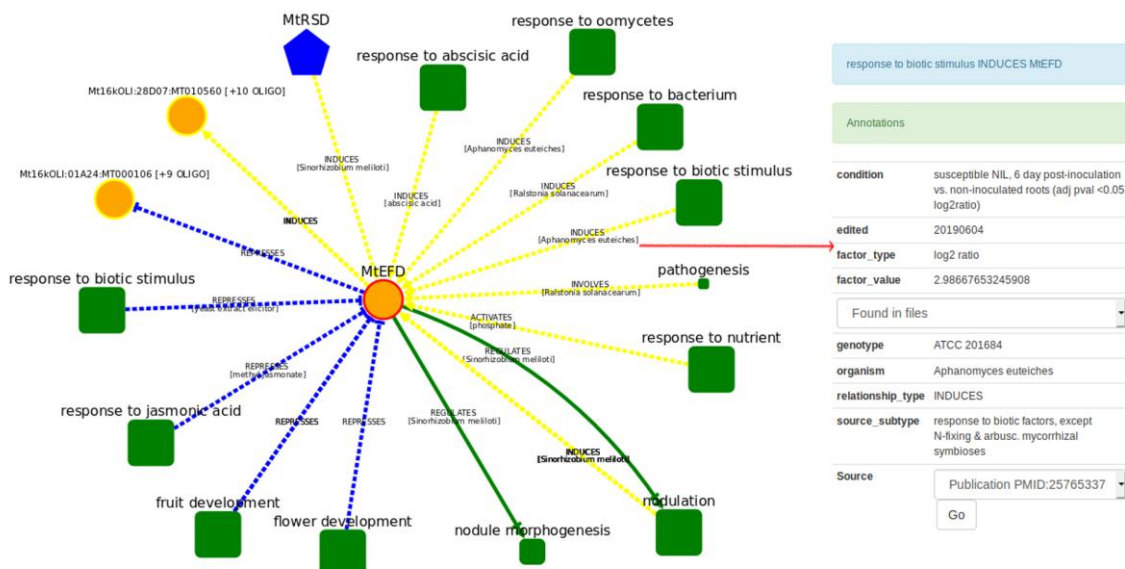 MtRSD
response to oomycetes
response to abscisic acid
Mt16kOLI:28D07:MT010560 [+10 OLIGO]
response to bacterium
INDUCES
[Sinorhizobium meliloti]
INDUCES
[Aphanomyces euteiches]
Mt16kOLI:01A24:MT000106 [+9 OLIGO]
response to biotic stimulus
INDUCES
[abscisic acid]
INDUCES
[Ralstonia solanacearum]
INDUCES
INDUCES
[Aphanomyces euteiches]
REPRESSES
MtEFD
pathogenesis
response to biotic stimulus
INVOLVES
[Ralstonia solanacearum]
REPRESSES
[yeast extract elicitor]
ACTIVATES
[phosphate]
response to nutrient
REGULATES
[Sinorhizobium meliloti]
REPRESSES
[methyl jasmonate]
response to jasmonic acid
REGULATES
[Sinorhizobium meliloti]
REPRESSES
REPRESSES
INDUCES
[Sinorhizobium meliloti]
fruit development
flower development
nodule morphogenesis
nodulation
response to biotic stimulus INDUCES MtEFD
Annotations
condition susceptible NIL, 6 day post-inoculation
vs. non-inoculated roots (adj pval <0.05
log2ratio)
edited 20190604
factor_type log2 ratio
factor_value 2.98667653245908
Found in files
genotype ATCC 201684
organism Aphanomyces euteiches
relationship_type INDUCES
source_subtype response to biotic factors, except
N-fixing & arbusc. mycorrhizal
symbioses
Source Publication PMID:25765337
Go